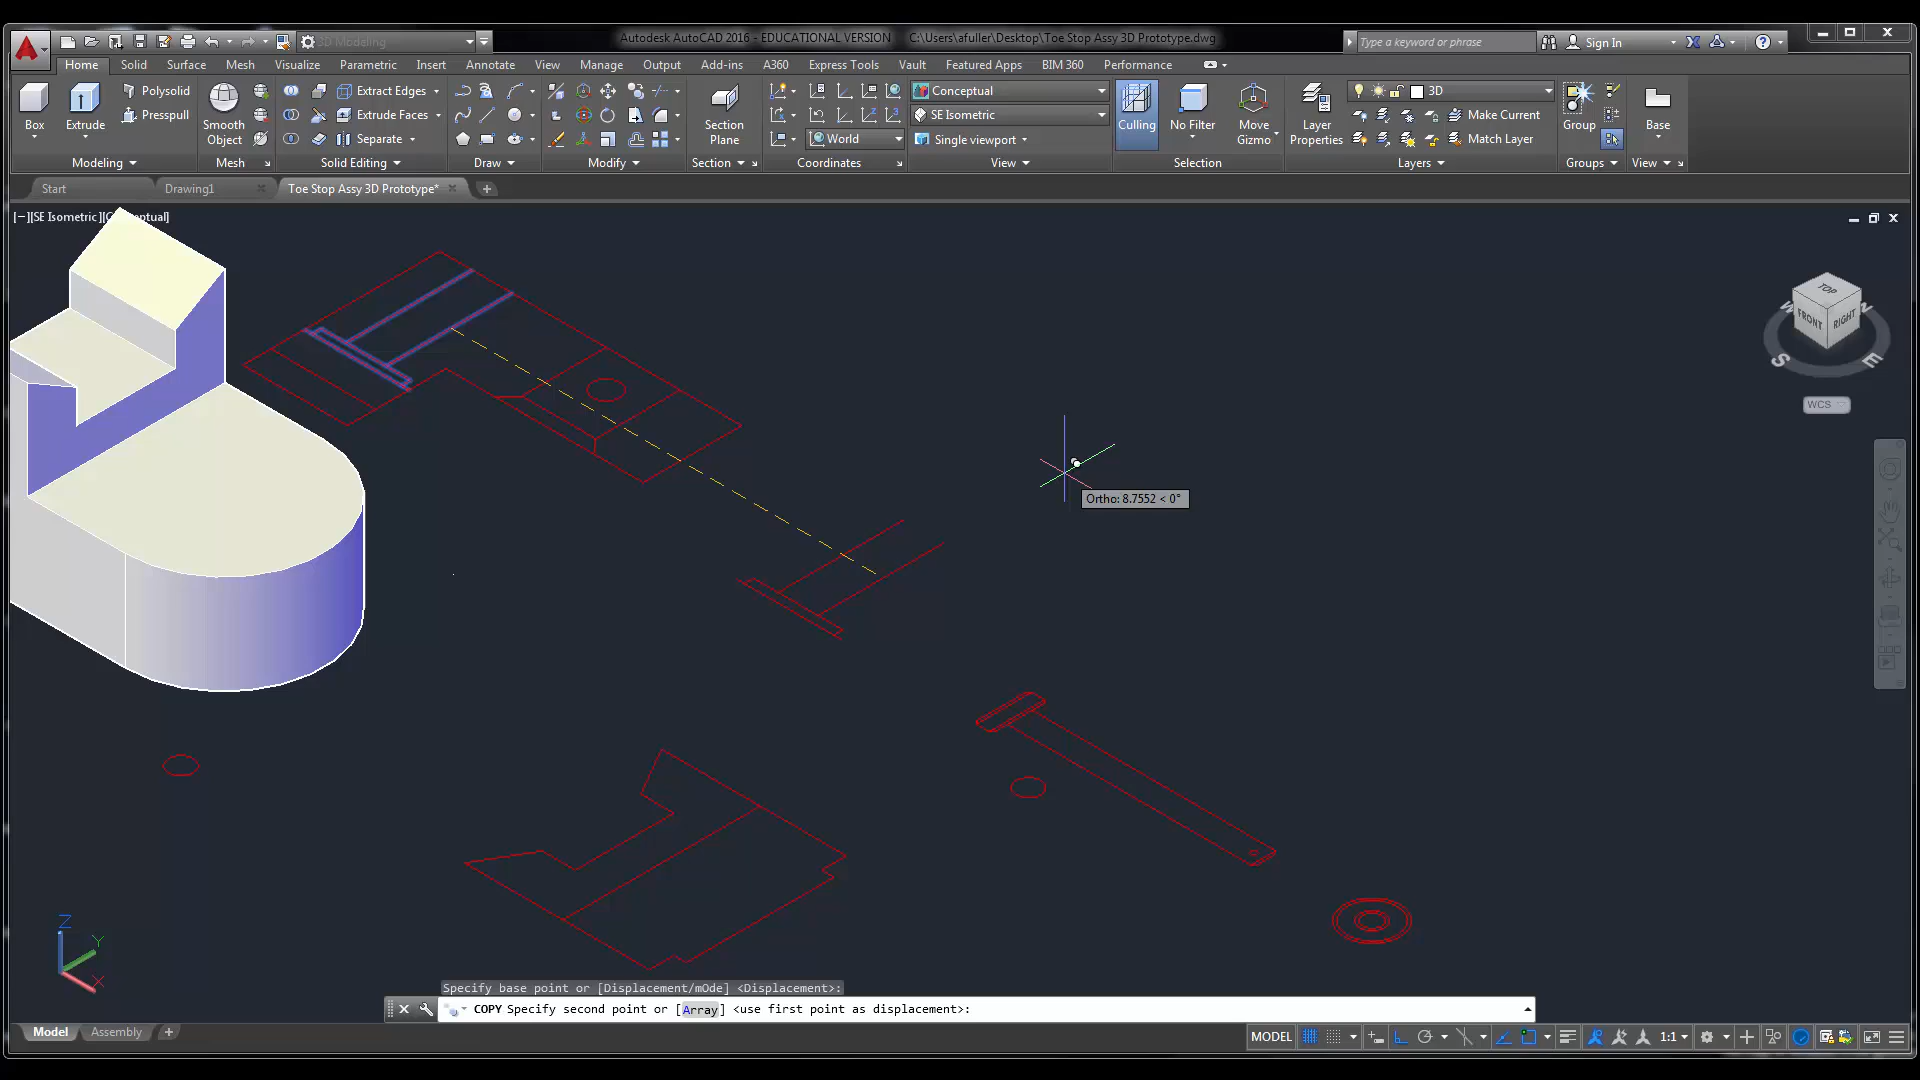 3D Modeling
Autodesk AutoCAD 2016 - EDUCATIONAL VERSION C:\Users\afuller\Desktop\Toe Stop Assy 3D Prototype.dwg
Type a keyword or phrase
Sign In
Home Solid Surface Mesh Visualize Parametric Insert Annotate View Manage Output Add-ins A360 Express Tools Vault Featured Apps BIM 360 Performance
Box
Extrude
Polysolid
Presspull
Modeling
Smooth Object
Mesh
Extract Edges
Extrude Faces
Separate
Solid Editing
Draw
Modify
Section Plane
Section
World
Coordinates
Conceptual
SE Isometric
Single viewport
View
Culling
No Filter
Move Gizmo
Selection
Layer Properties
3D
Make Current
Match Layer
Layers
Group
Groups
Base
View
Start
Drawing1
Toe Stop Assy 3D Prototype*
[−][SE Isometric][C
eptual]
TOP
FRONT
RIGHT
W
S
E
WCS
Ortho: 8.7552 < 0°
Z
Y
X
Specify base point or [Displacement/mOde] <Displacement>:
COPY Specify second point or [Array] <use first point as displacement>:
Model
Assembly
MODEL
1:1